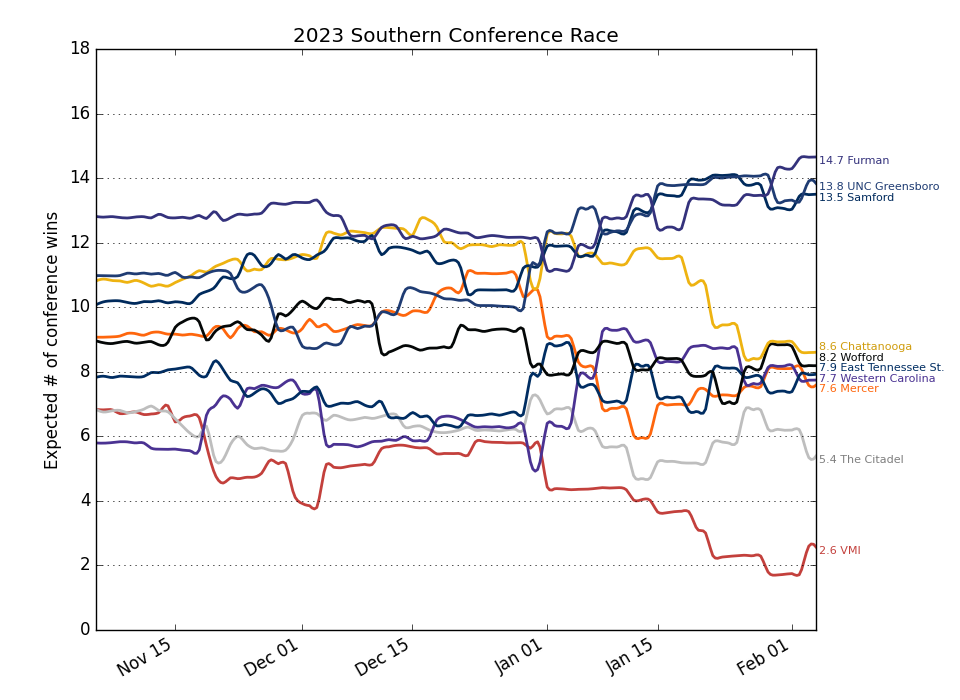 2023 Southern Conference Race
Expected # of conference wins
18
16
14
12
10
8
6
4
2
0
14.7 Furman
13.8 UNC Greensboro
13.5 Samford
8.6 Chattanooga
8.2 Wofford
7.9 East Tennessee St.
7.7 Western Carolina
7.6 Mercer
5.4 The Citadel
2.6 VMI
Nov 15
Dec 01
Dec 15
Jan 01
Jan 15
Feb 01